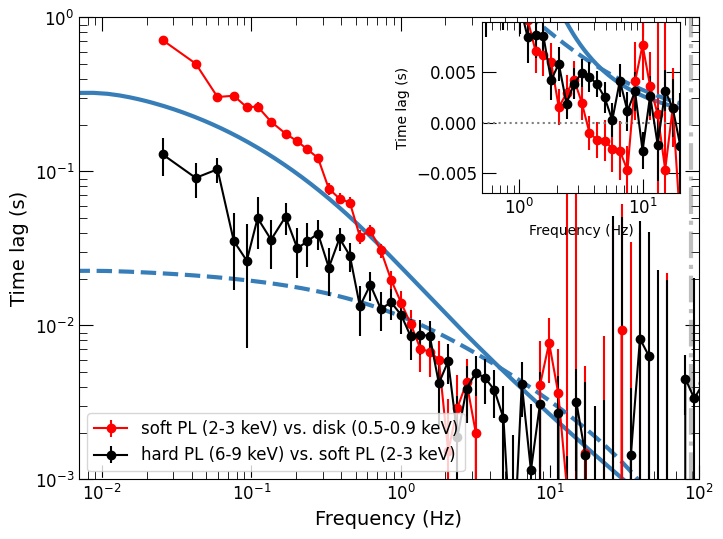 10⁰
10⁻¹
10⁻²
10⁻³
Time lag (s)
10⁻²
10⁻¹
10⁰
10¹
10²
Frequency (Hz)
soft PL (2-3 keV) vs. disk (0.5-0.9 keV)
hard PL (6-9 keV) vs. soft PL (2-3 keV)
0.005
0.000
−0.005
Time lag (s)
10⁰
10¹
Frequency (Hz)